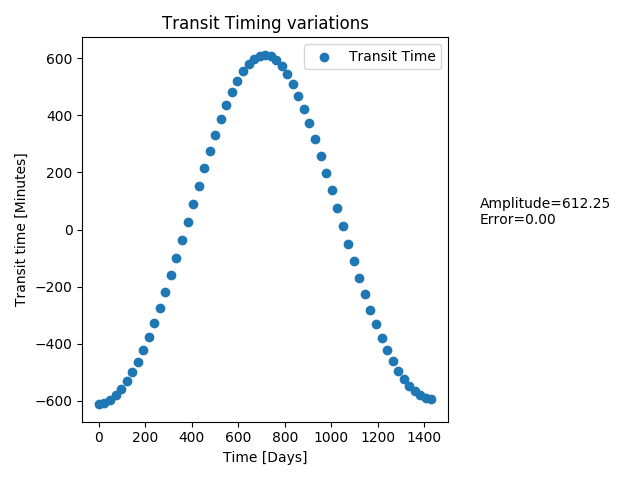 Transit Timing variations
Transit Time
600
400
200
0
−200
−400
−600
Transit time [Minutes]
0 200 400 600 800 1000 1200 1400
Time [Days]
Amplitude=612.25
Error=0.00